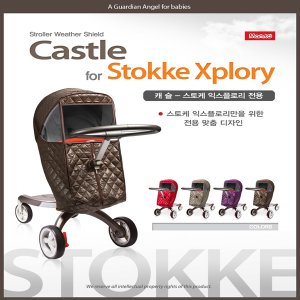 A Guardian Angel for babies
Stroller Weather Shield
Castle
for Stokke Xplory
캐슬 - 스토케 익스플로리 전용
스토케 익스플로리만을 위한
전용 맞춤 디자인
COLORS
STOKKE
We reserve all intellectual property rights of this product.